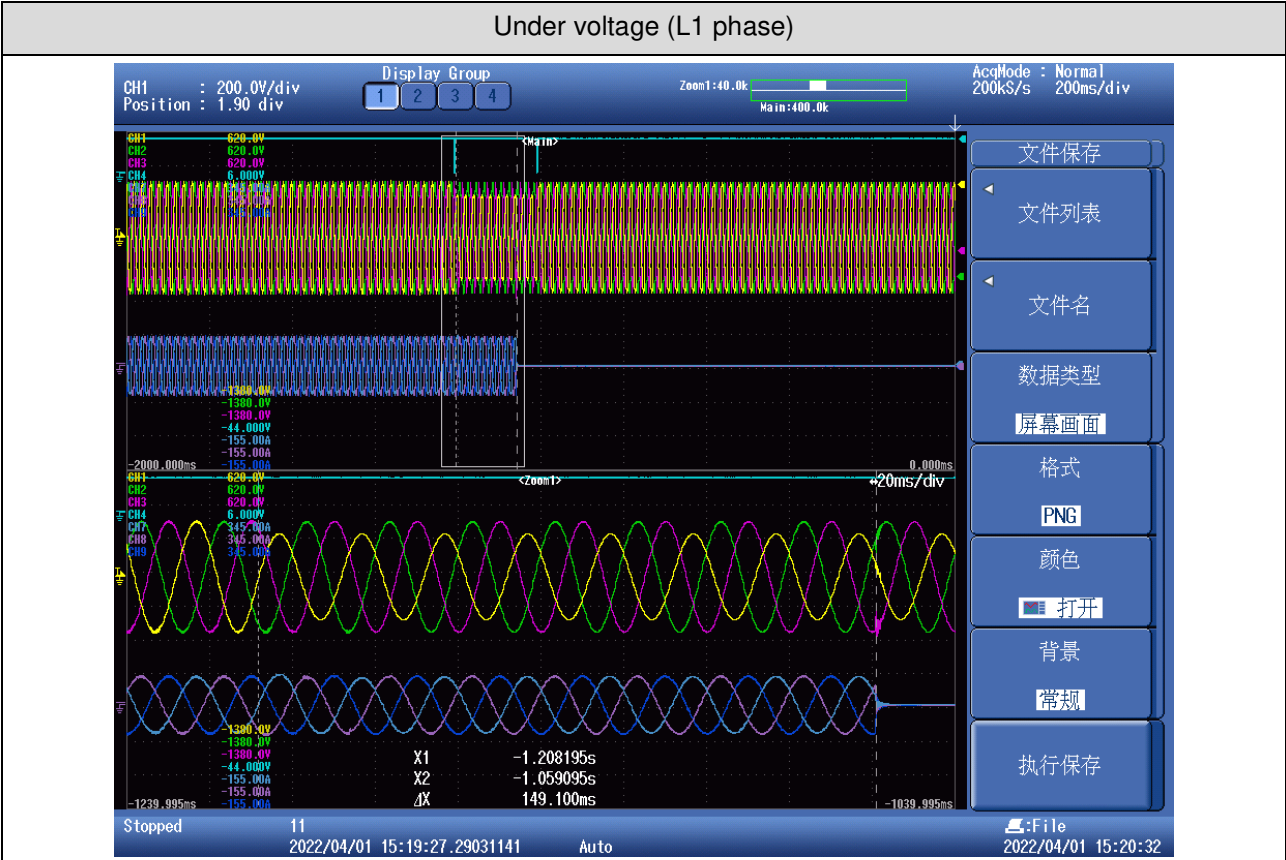 Under voltage (L1 phase)
CH1 : 200.0V/div
Position : 1.90 div
Display Group
1 2 3 4
Zoom1:40.0k
Main:400.0k
AcqMode : Normal
200kS/s 200ms/div
<Main>
CH1 620.0V
CH2 620.0V
CH3 620.0V
CH4 6.000V
-1380.0V
-1380.0V
-1380.0V
-44.000V
-155.00A
-155.00A
-155.00A
-2000.000ms
0.000ms
<Zoom1>
20ms/div
CH1 620.0V
CH2 620.0V
CH3 620.0V
CH4 6.000V
CH7 345.00A
CH8 345.00A
CH9 345.00A
-1380.0V
-1380.0V
-1380.0V
-44.000V
-155.00A
-155.00A
-155.00A
X1 -1.208195s
X2 -1.059095s
ΔX 149.100ms
-1239.995ms
-1039.995ms
文件保存
文件列表
文件名
数据类型
屏幕画面
格式
PNG
颜色
打开
背景
常规
执行保存
Stopped 11
2022/04/01 15:19:27.29031141 Auto
:File
2022/04/01 15:20:32